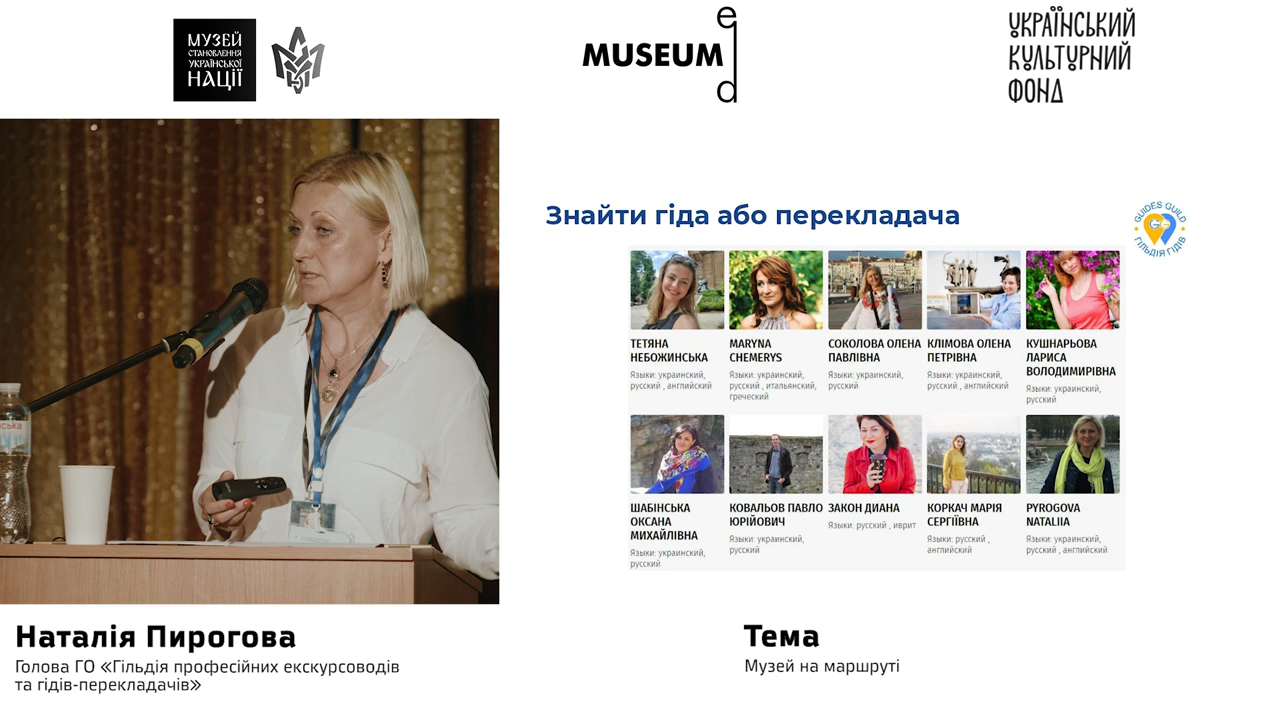 МУЗЕЙ
СТАНОВЛЕННЯ
УКРАЇНСЬКОЇ
НАЦІЇ
MUSEUM
ed
УКРАЇНСЬКИЙ
КУЛЬТУРНИЙ
ФОНД
Знайти гіда або перекладача
GUIDES GUILD
ГІЛЬДІЯ ГІДІВ
ТЕТЯНА
НЕБОЖИНСЬКА
Языки: украинский,
русский , английский
MARYNA
CHEMERYS
Языки: украинский,
русский , итальянский,
греческий
СОКОЛОВА ОЛЕНА
ПАВЛІВНА
Языки: украинский,
русский
КЛІМОВА ОЛЕНА
ПЕТРІВНА
Языки: украинский,
русский , английский
КУШНАРЬОВА
ЛАРИСА
ВОЛОДИМИРІВНА
Языки: украинский,
русский
ШАБІНСЬКА
ОКСАНА
МИХАЙЛІВНА
Языки: украинский,
русский
КОВАЛЬОВ ПАВЛО
ЮРІЙОВИЧ
Языки: украинский,
русский
ЗАКОН ДИАНА
Языки: русский , иврит
КОРКАЧ МАРІЯ
СЕРГІЇВНА
Языки: русский ,
английский
PYROGOVA
NATALIIA
Языки: украинский,
русский , английский
Наталія Пирогова
Голова ГО «Гільдія професійних екскурсоводів
та гідів-перекладачів»
Тема
Музей на маршруті